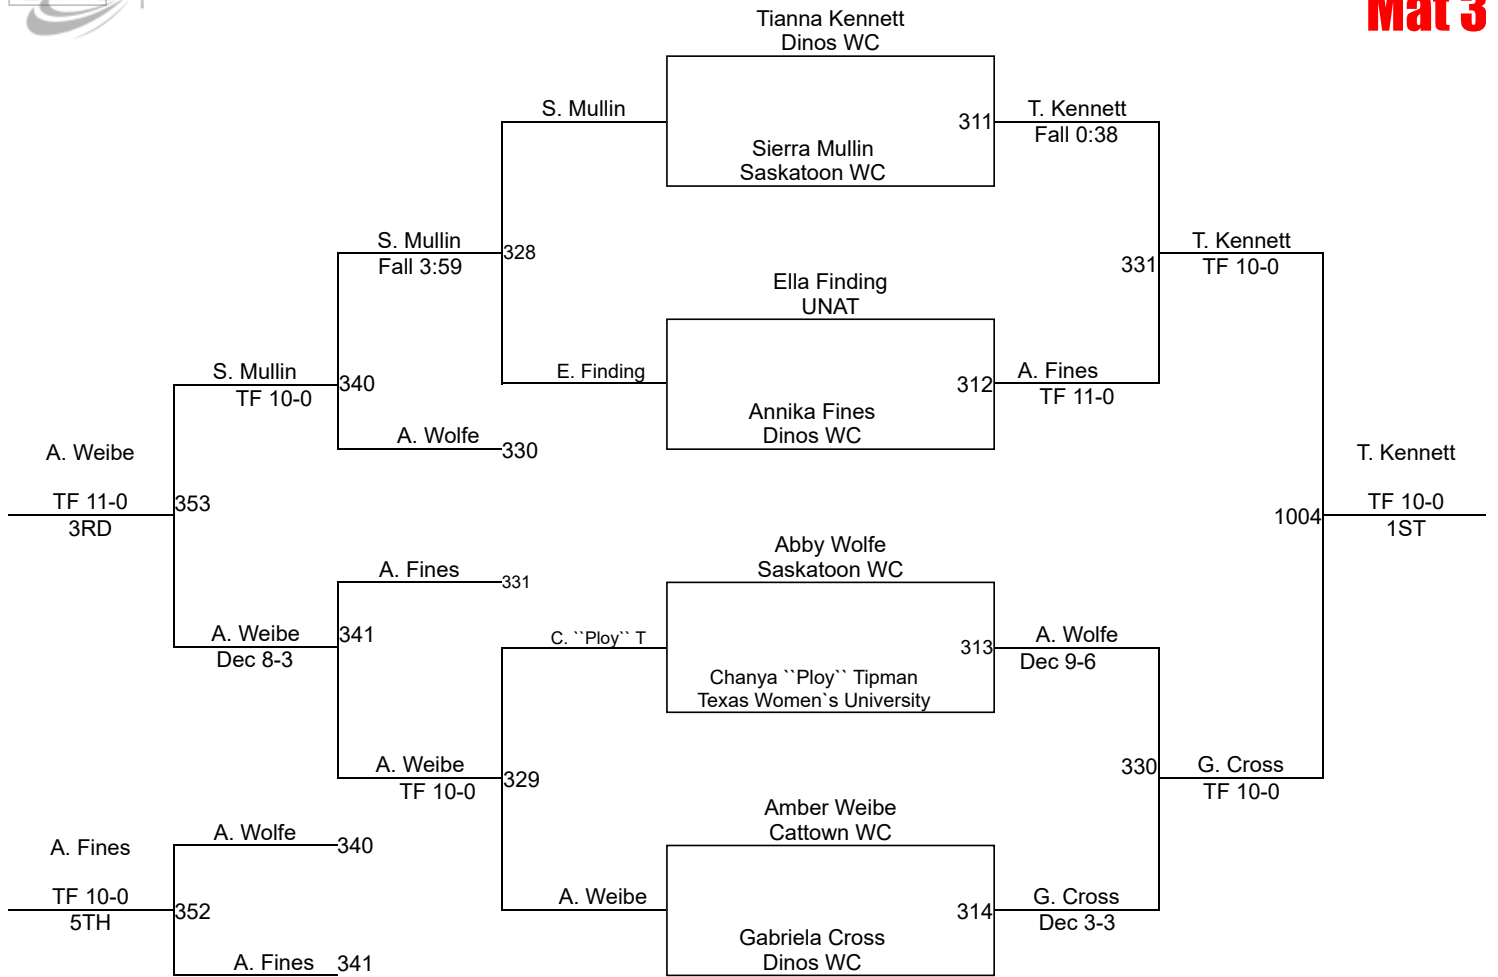 Mat 3
Tianna Kennett
Dinos WC
S. Mullin
311
T. Kennett
Fall 0:38
Sierra Mullin
Saskatoon WC
S. Mullin
Fall 3:59
328
331
T. Kennett
TF 10-0
Ella Finding
UNAT
S. Mullin
TF 10-0
340
E. Finding
312
A. Fines
TF 11-0
Annika Fines
Dinos WC
A. Wolfe
330
A. Weibe
TF 11-0
3RD
353
T. Kennett
TF 10-0
1ST
1004
Abby Wolfe
Saskatoon WC
A. Fines
331
A. Weibe
Dec 8-3
341
C. ``Ploy`` T
313
A. Wolfe
Dec 9-6
Chanya ``Ploy`` Tipman
Texas Women`s University
A. Weibe
TF 10-0
329
330
G. Cross
TF 10-0
Amber Weibe
Cattown WC
A. Fines
TF 10-0
5TH
A. Wolfe
340
352
A. Weibe
314
G. Cross
Dec 3-3
Gabriela Cross
Dinos WC
A. Fines
341